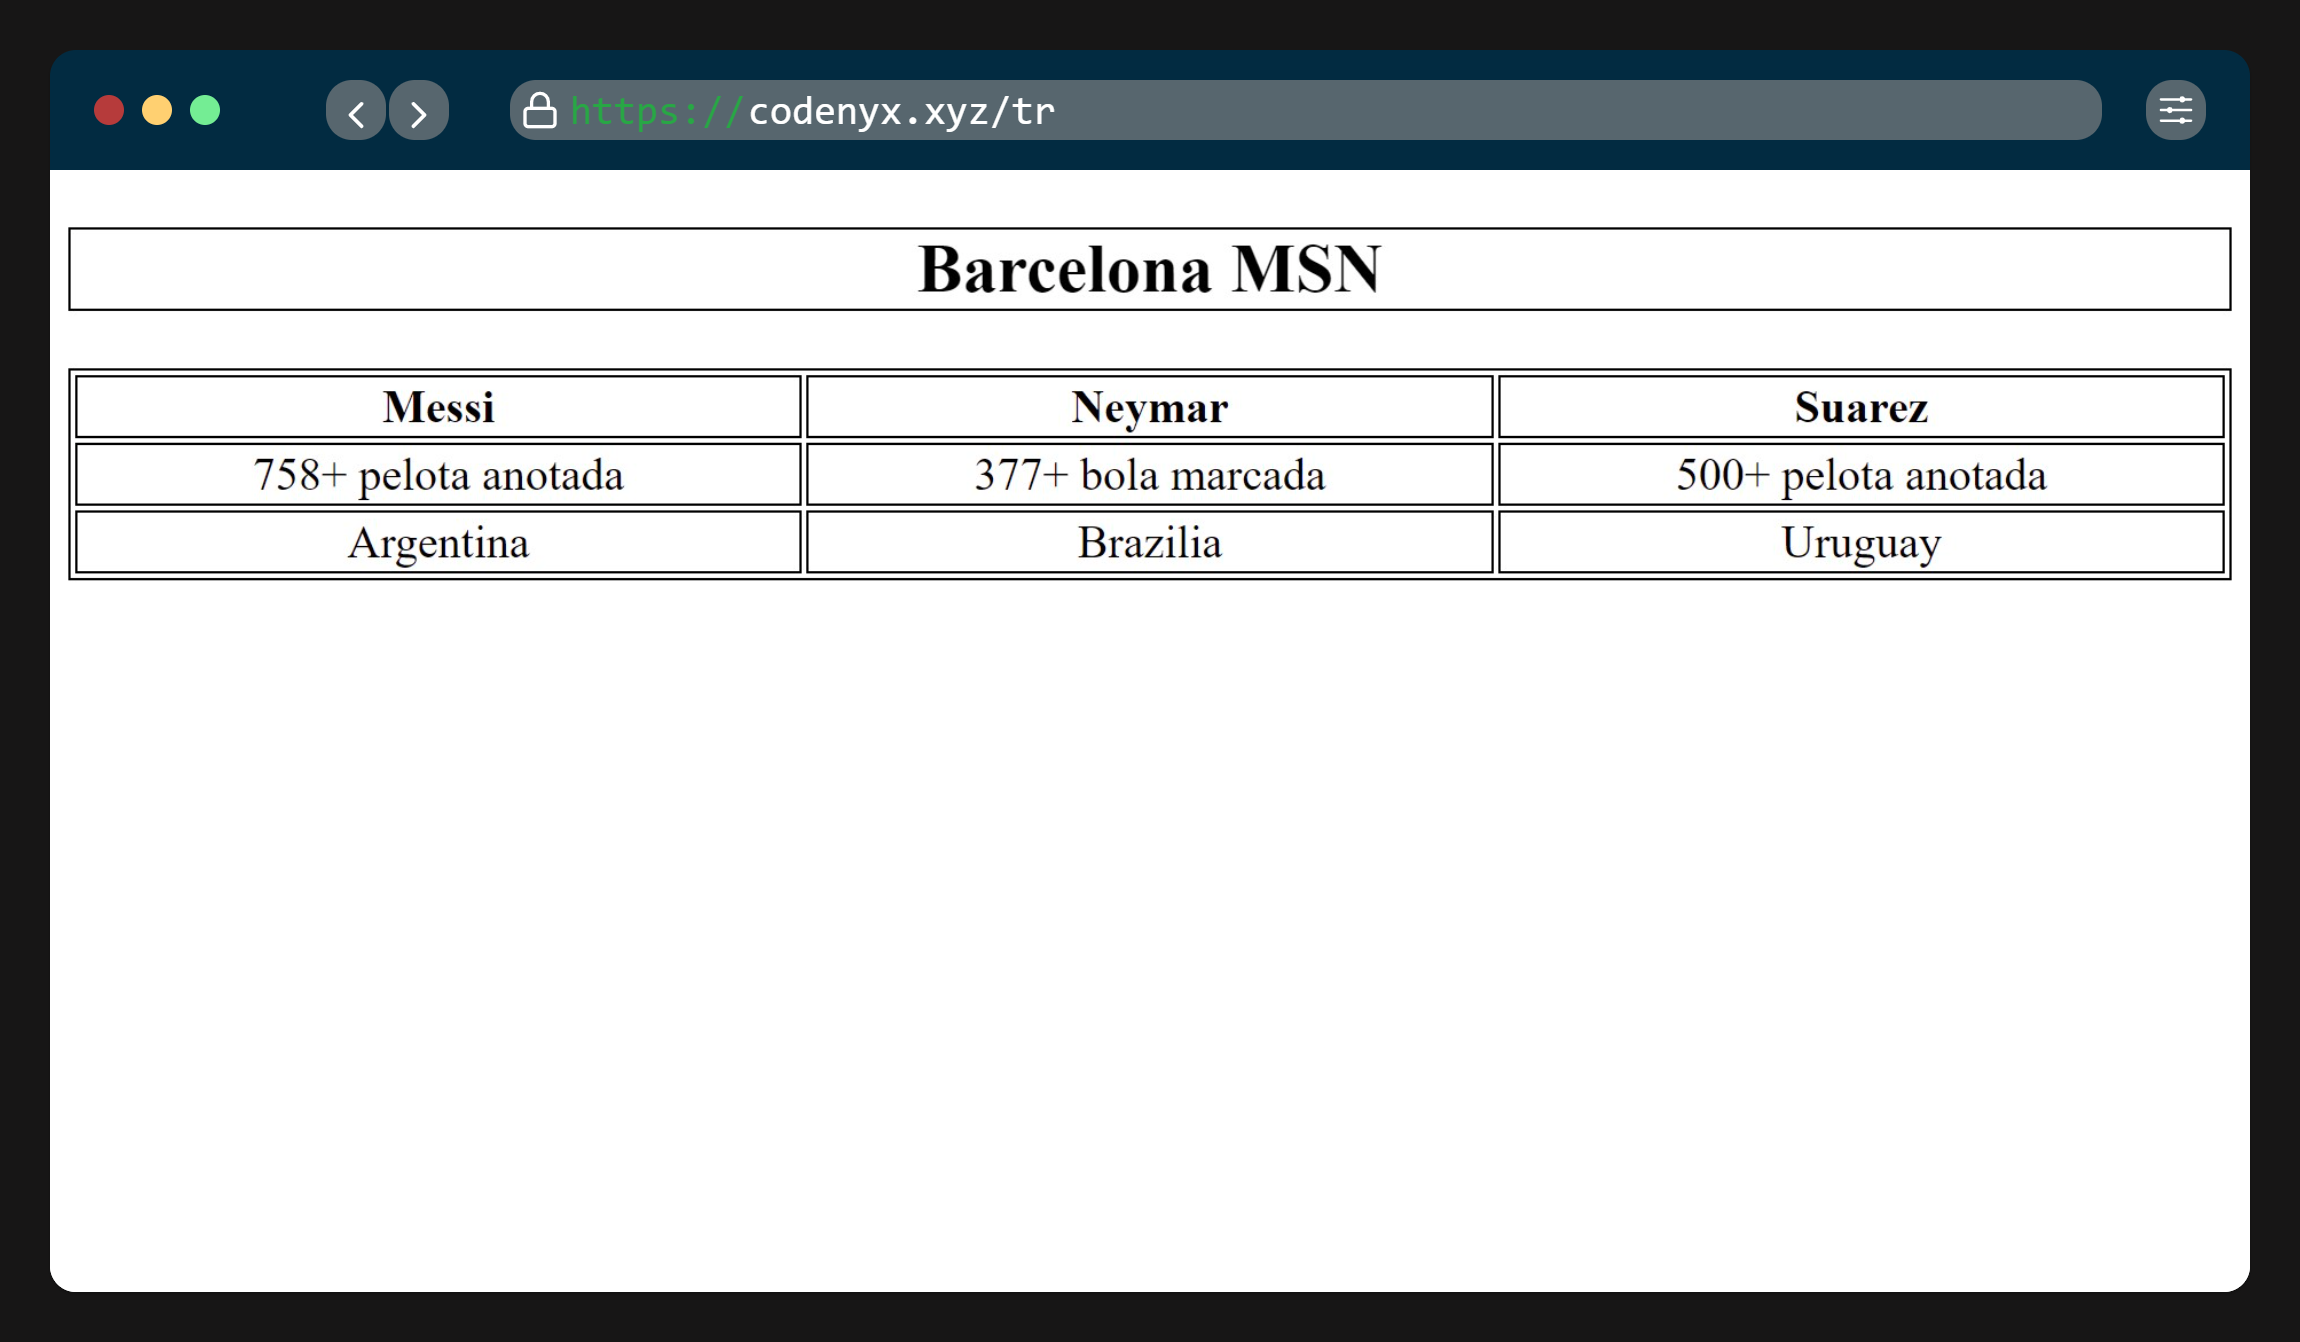 https://codenyx.xyz/tr
Barcelona MSN
Messi Neymar Suarez
758+ pelota anotada 377+ bola marcada 500+ pelota anotada
Argentina Brazilia Uruguay